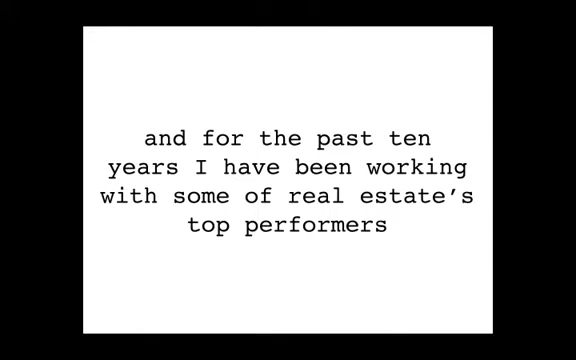 and for the past ten
years I have been working
with some of real estate’s
top performers